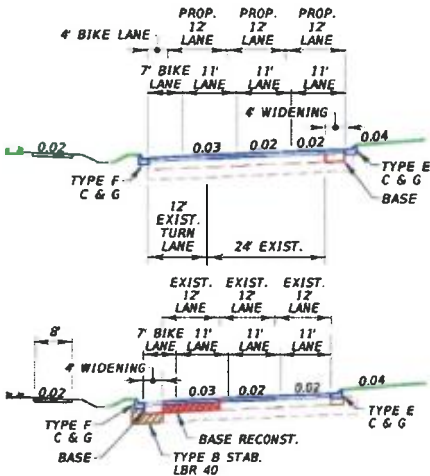 PROP. PROP. PROP.
12' 12' 12'
4' BIKE LANE LANE LANE LANE
7' BIKE 11' 11' 11'
LANE LANE LANE LANE
4' WIDENING
0.02 0.03 0.02 0.02 0.04
TYPE F
C & G
TYPE E
C & G
BASE
12'
EXIST.
TURN
LANE
24' EXIST.
EXIST. EXIST. EXIST.
12' 12' 12'
LANE LANE LANE
7' BIKE 11' 11' 11'
LANE LANE LANE LANE
8'
4' WIDENING
0.02 0.03 0.02 0.02 0.04
TYPE F
C & G
TYPE E
C & G
BASE RECONST.
BASE
TYPE B STAB.
LBR 40